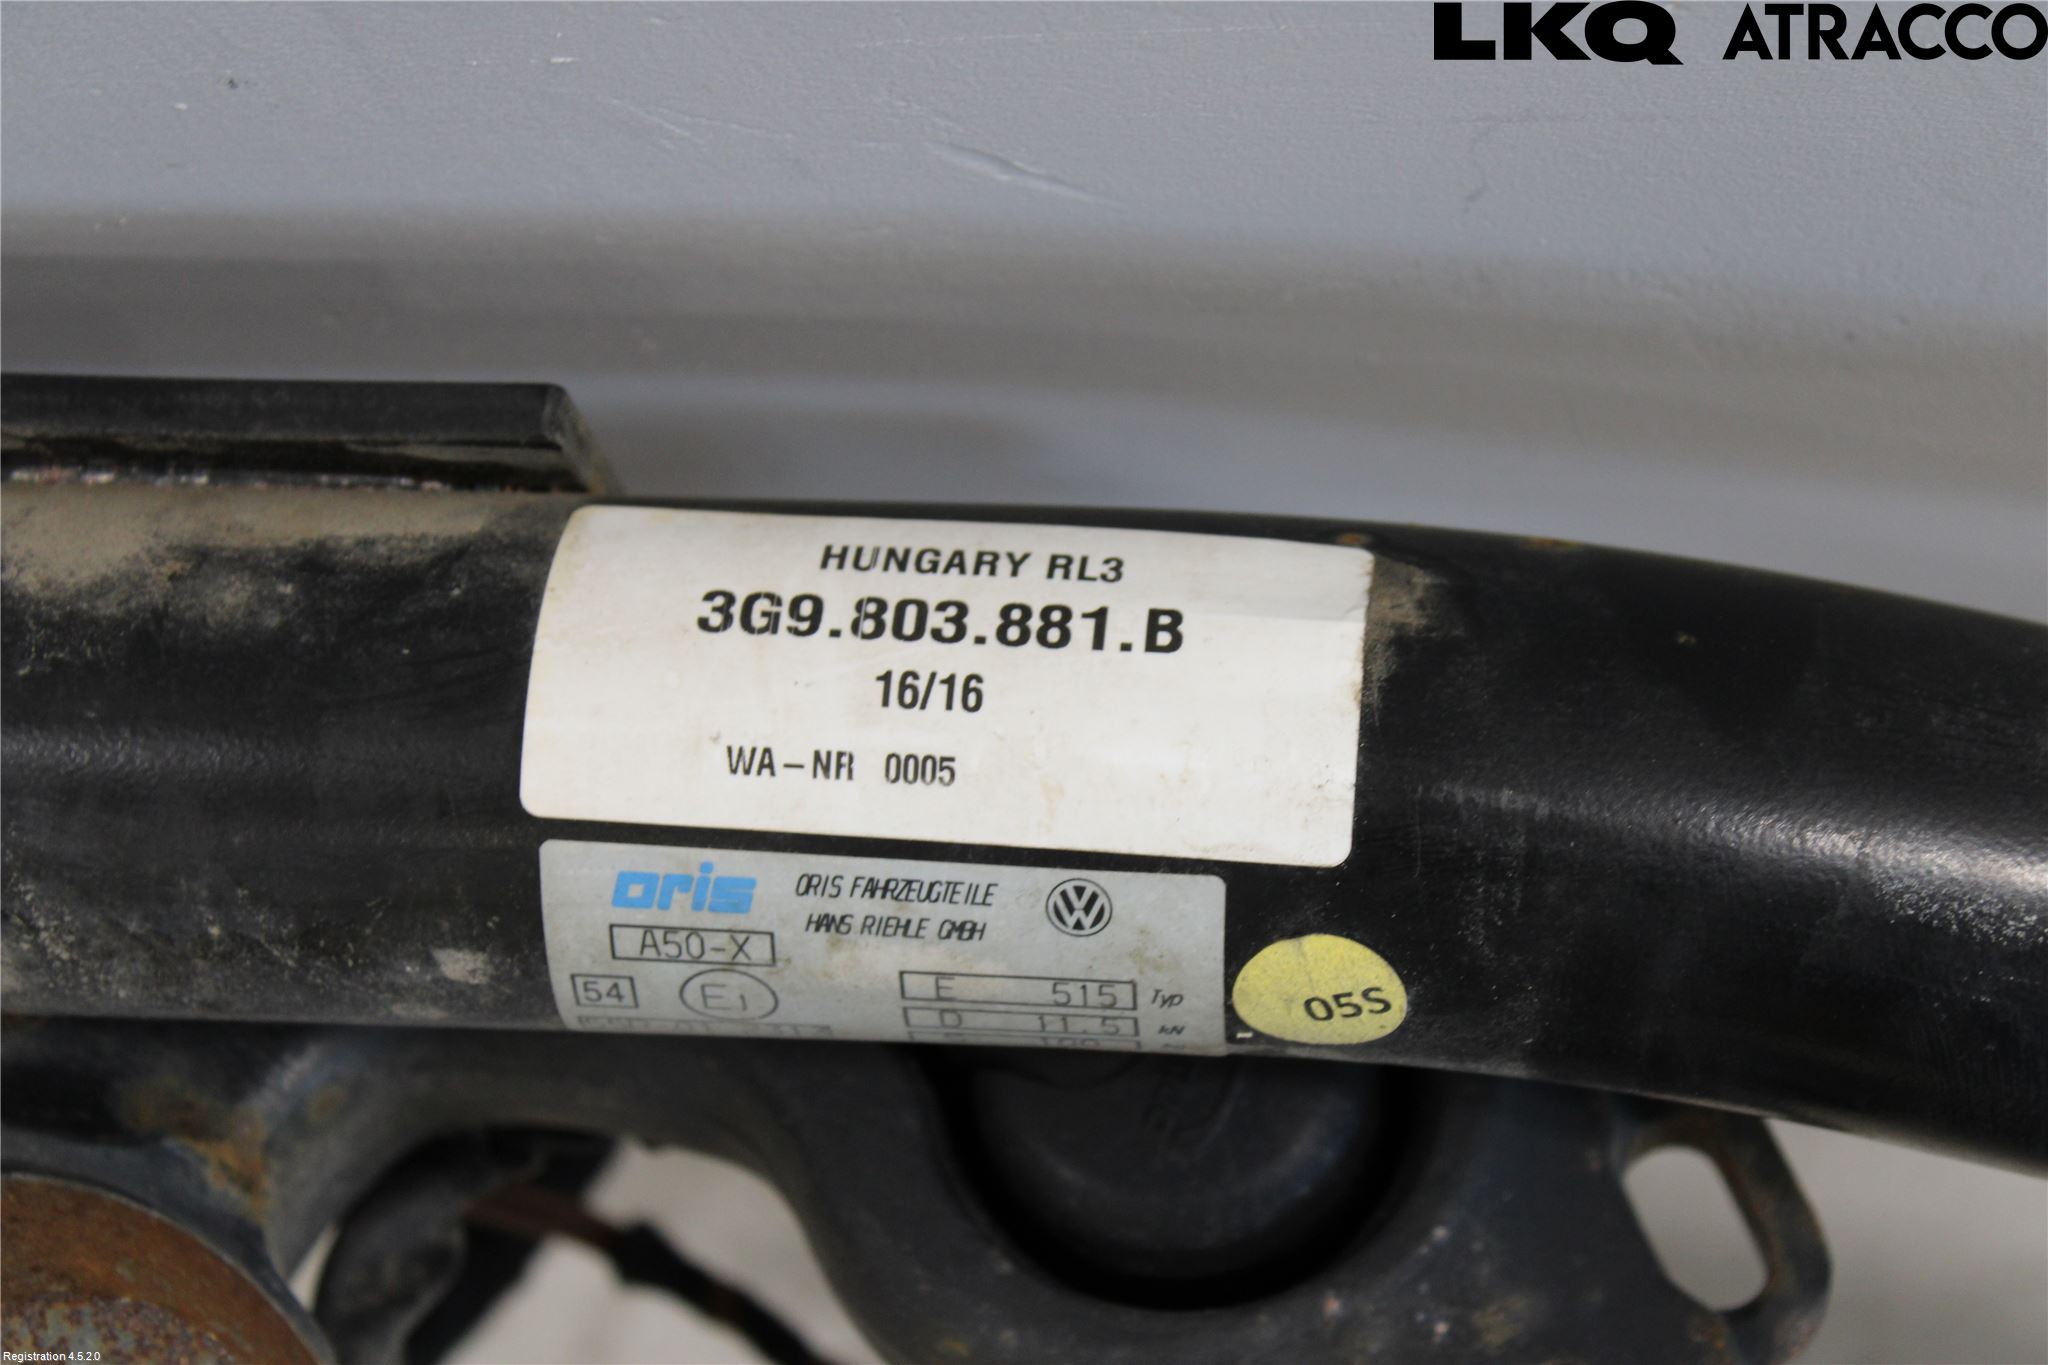 LKQ ATRACCO
HUNGARY RL3
3G9.803.881.B
16/16
WA-NR 0005
oris
ORIS FAHRZEUGTEILE
HANS RIEHLE GMBH
A50-X
54
E1
E 515 Typ
D 11.5 kN
05S
Registration 4.5.2.0